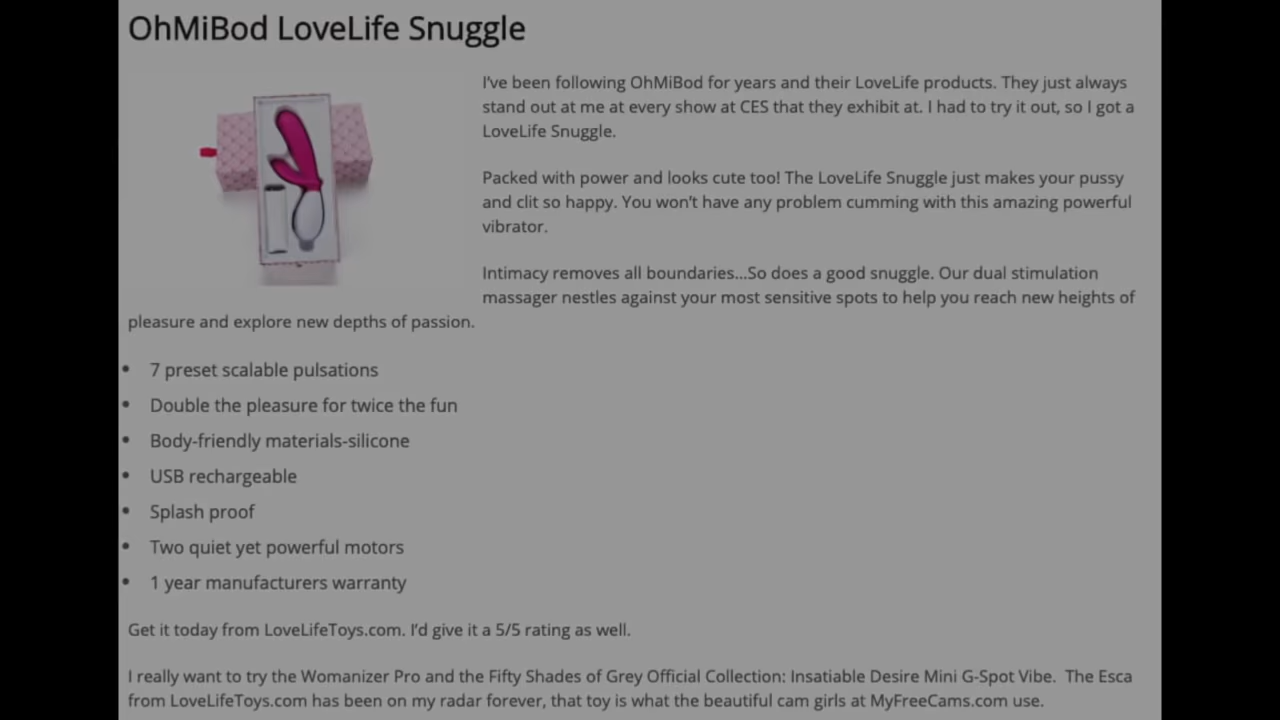 OhMiBod LoveLife Snuggle
I've been following OhMiBod for years and their LoveLife products. They just always
stand out at me at every show at CES that they exhibit at. I had to try it out, so I got a
LoveLife Snuggle.
Packed with power and looks cute too! The LoveLife Snuggle just makes your pussy
and clit so happy. You won't have any problem cumming with this amazing powerful
vibrator.
Intimacy removes all boundaries...So does a good snuggle. Our dual stimulation
massager nestles against your most sensitive spots to help you reach new heights of
pleasure and explore new depths of passion.
• 7 preset scalable pulsations
• Double the pleasure for twice the fun
• Body-friendly materials-silicone
• USB rechargeable
• Splash proof
• Two quiet yet powerful motors
• 1 year manufacturers warranty
Get it today from LoveLifeToys.com. I'd give it a 5/5 rating as well.
I really want to try the Womanizer Pro and the Fifty Shades of Grey Official Collection: Insatiable Desire Mini G-Spot Vibe. The Esca
from LoveLifeToys.com has been on my radar forever, that toy is what the beautiful cam girls at MyFreeCams.com use.